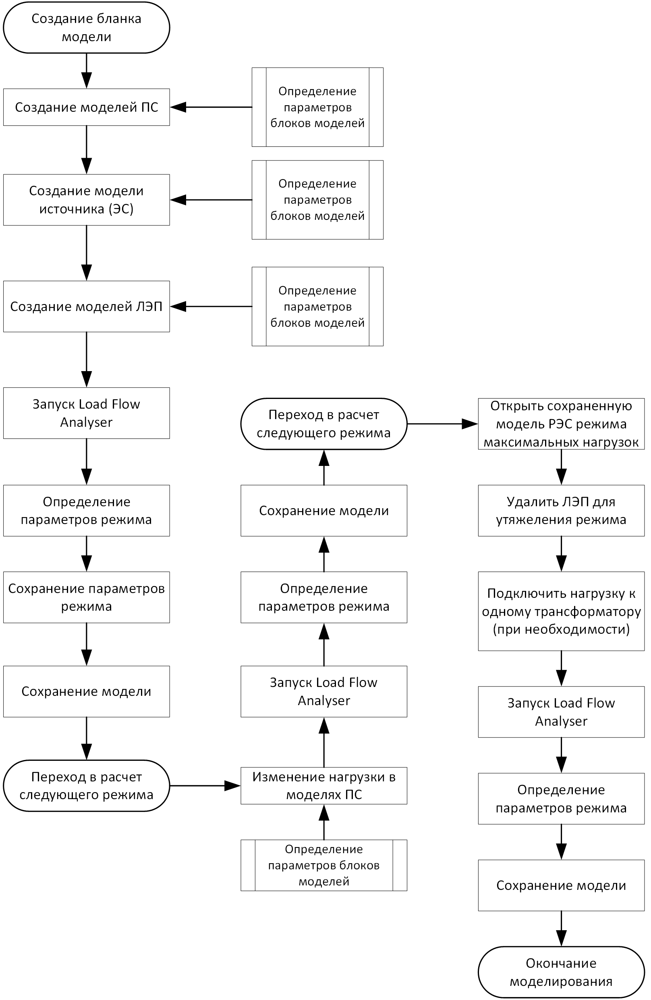 Создание бланка
модели
Создание моделей ПС
Определение
параметров
блоков моделей
Создание модели
источника (ЭС)
Определение
параметров
блоков моделей
Создание моделей ЛЭП
Определение
параметров
блоков моделей
Запуск Load Flow
Analyser
Определение
параметров режима
Сохранение параметров
режима
Сохранение модели
Переход в расчет
следующего режима
Определение
параметров блоков
моделей
Изменение нагрузки в
моделях ПС
Запуск Load Flow
Analyser
Определение
параметров режима
Сохранение модели
Переход в расчет
следующего режима
Открыть сохраненную
модель РЭС режима
максимальных нагрузок
Удалить ЛЭП для
утяжеления режима
Подключить нагрузку к
одному трансформатору
(при необходимости)
Запуск Load Flow
Analyser
Определение
параметров режима
Сохранение модели
Окончание
моделирования